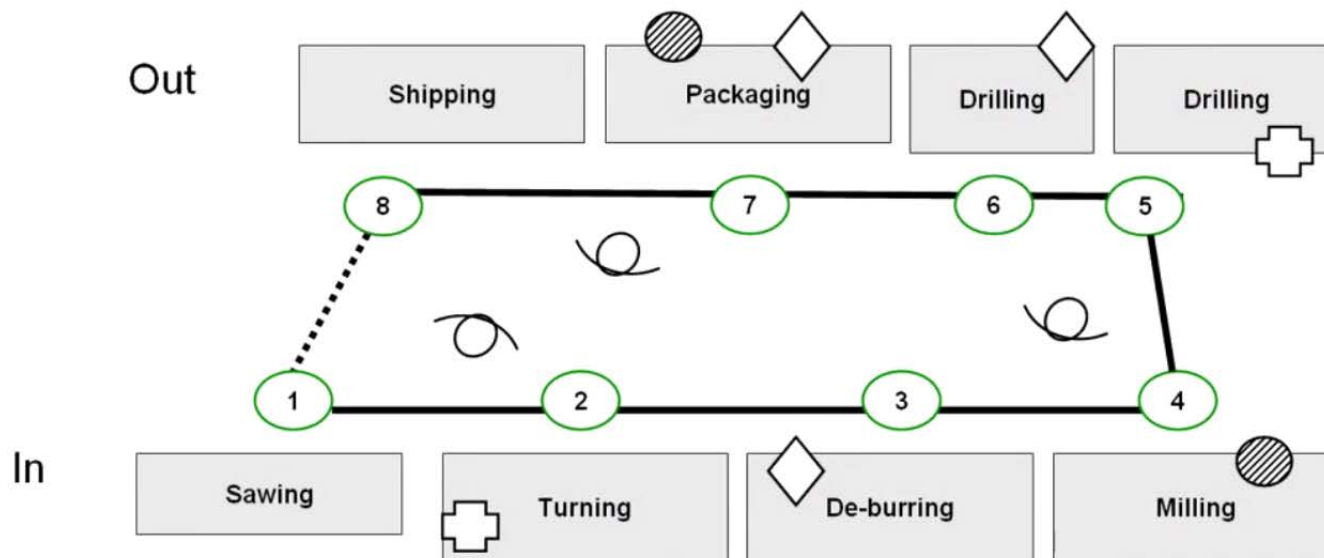 Out
Shipping
Packaging
Drilling
Drilling
8
7
6
5
1
2
3
4
In
Sawing
Turning
De-burring
Milling